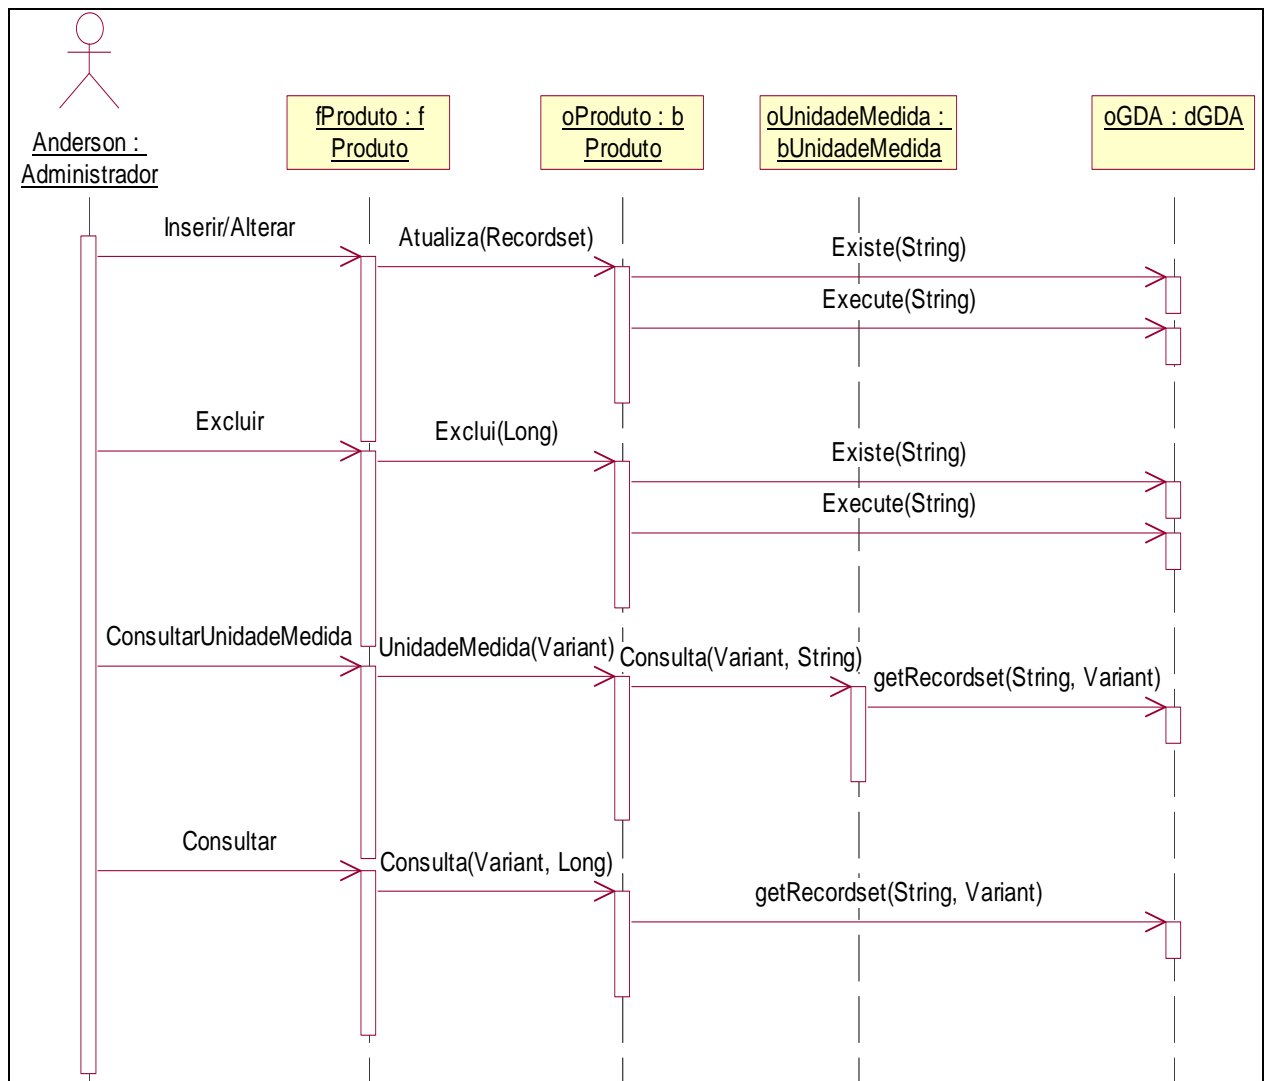 Anderson :
Administrador
fProduto : f
Produto
oProduto : b
Produto
oUnidadeMedida :
bUnidadeMedida
oGDA : dGDA
Inserir/Alterar
Atualiza(Recordset)
Existe(String)
Execute(String)
Excluir
Exclui(Long)
Existe(String)
Execute(String)
ConsultarUnidadeMedida
UnidadeMedida(Variant)
Consulta(Variant, String)
getRecordset(String, Variant)
Consultar
Consulta(Variant, Long)
getRecordset(String, Variant)